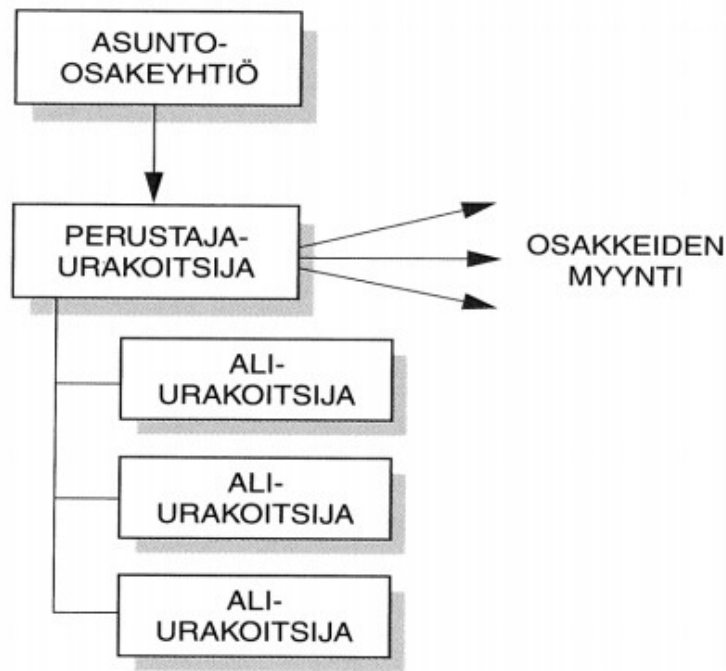 ASUNTO-
OSAKEYHTIÖ
PERUSTAJA-
URAKOITSIJA
OSAKKEIDEN
MYYNTI
ALI-
URAKOITSIJA
ALI-
URAKOITSIJA
ALI-
URAKOITSIJA